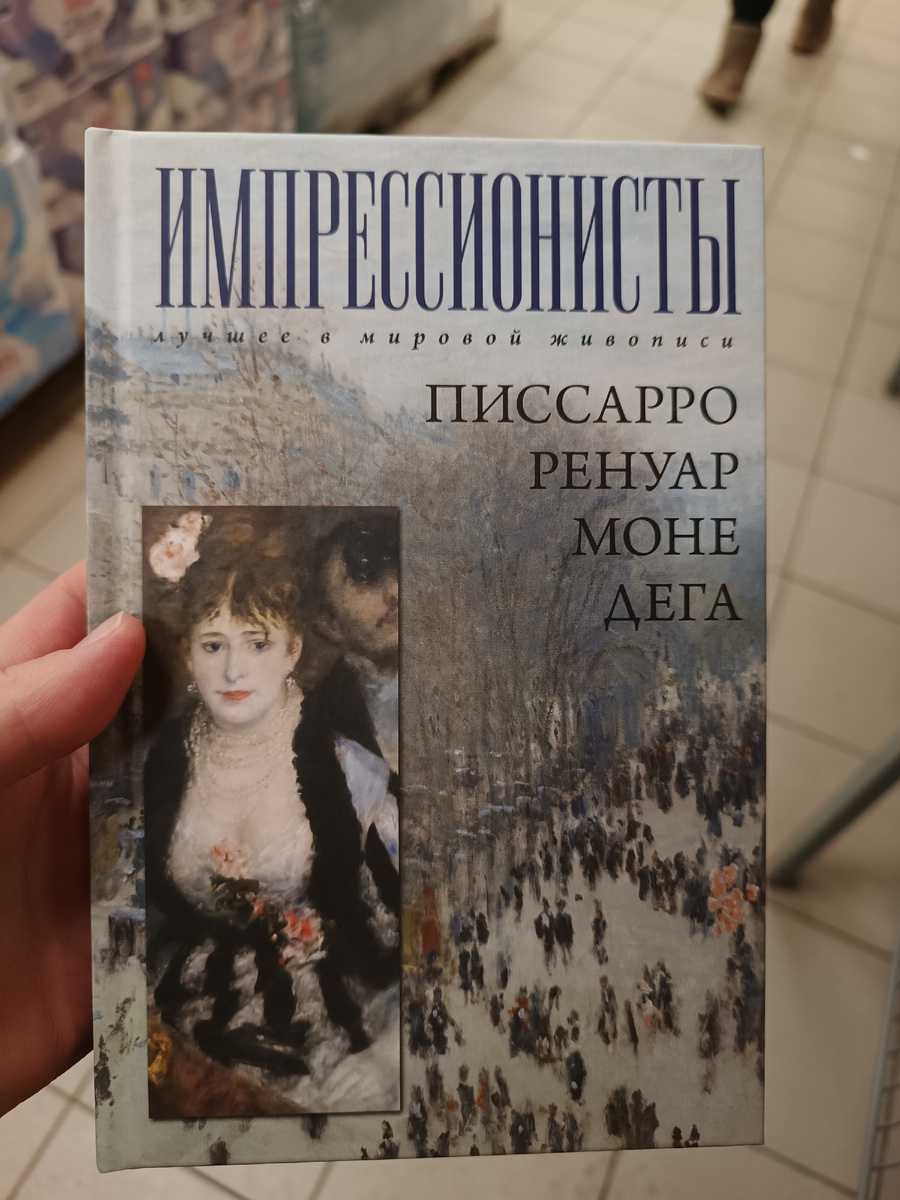 ИМПРЕССИОНИСТЫ
лучшее в мировой живописи
ПИССАРРО
РЕНУАР
МОНЕ
ДЕГА